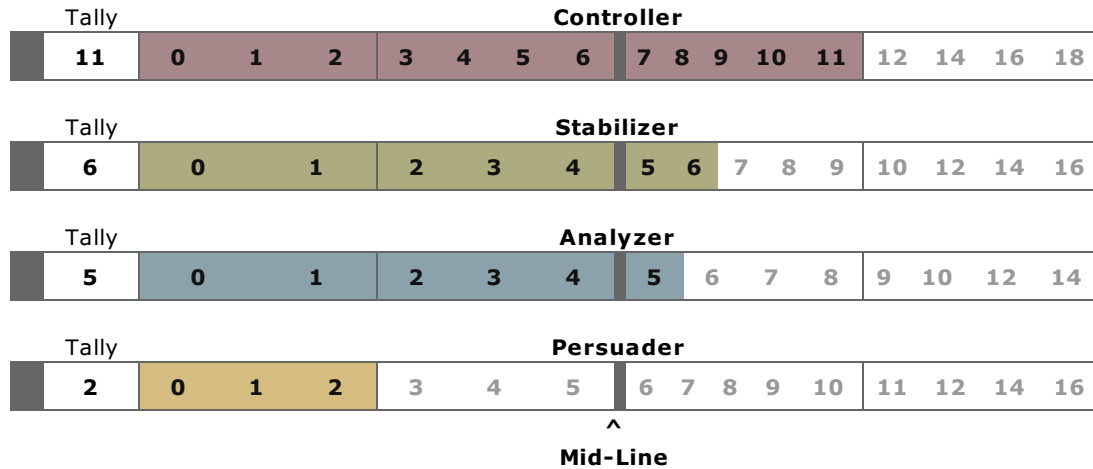 Tally Controller
11 0 1 2 3 4 5 6 7 8 9 10 11 12 14 16 18
Tally Stabilizer
6 0 1 2 3 4 5 6 7 8 9 10 12 14 16
Tally Analyzer
5 0 1 2 3 4 5 6 7 8 9 10 12 14
Tally Persuader
2 0 1 2 3 4 5 6 7 8 9 10 11 12 14 16
^
Mid-Line